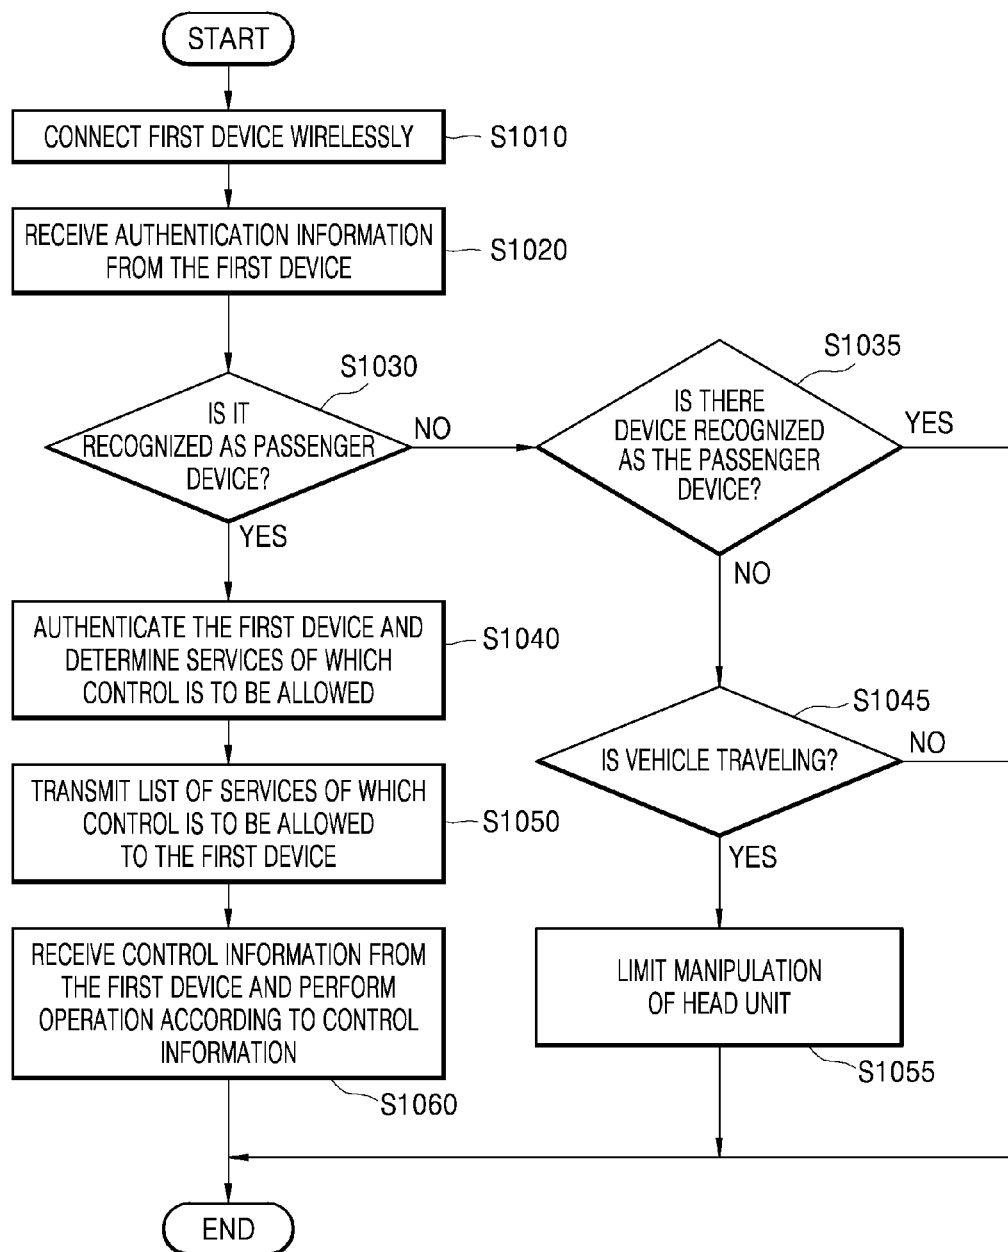 START
CONNECT FIRST DEVICE WIRELESSLY
S1010
RECEIVE AUTHENTICATION INFORMATION
FROM THE FIRST DEVICE
S1020
S1030
IS IT
RECOGNIZED AS PASSENGER
DEVICE?
NO
YES
S1035
IS THERE
DEVICE RECOGNIZED
AS THE PASSENGER
DEVICE?
YES
NO
AUTHENTICATE THE FIRST DEVICE AND
DETERMINE SERVICES OF WHICH
CONTROL IS TO BE ALLOWED
S1040
S1045
IS VEHICLE TRAVELING?
NO
YES
TRANSMIT LIST OF SERVICES OF WHICH
CONTROL IS TO BE ALLOWED
TO THE FIRST DEVICE
S1050
RECEIVE CONTROL INFORMATION FROM
THE FIRST DEVICE AND PERFORM
OPERATION ACCORDING TO CONTROL
INFORMATION
S1060
LIMIT MANIPULATION
OF HEAD UNIT
S1055
END